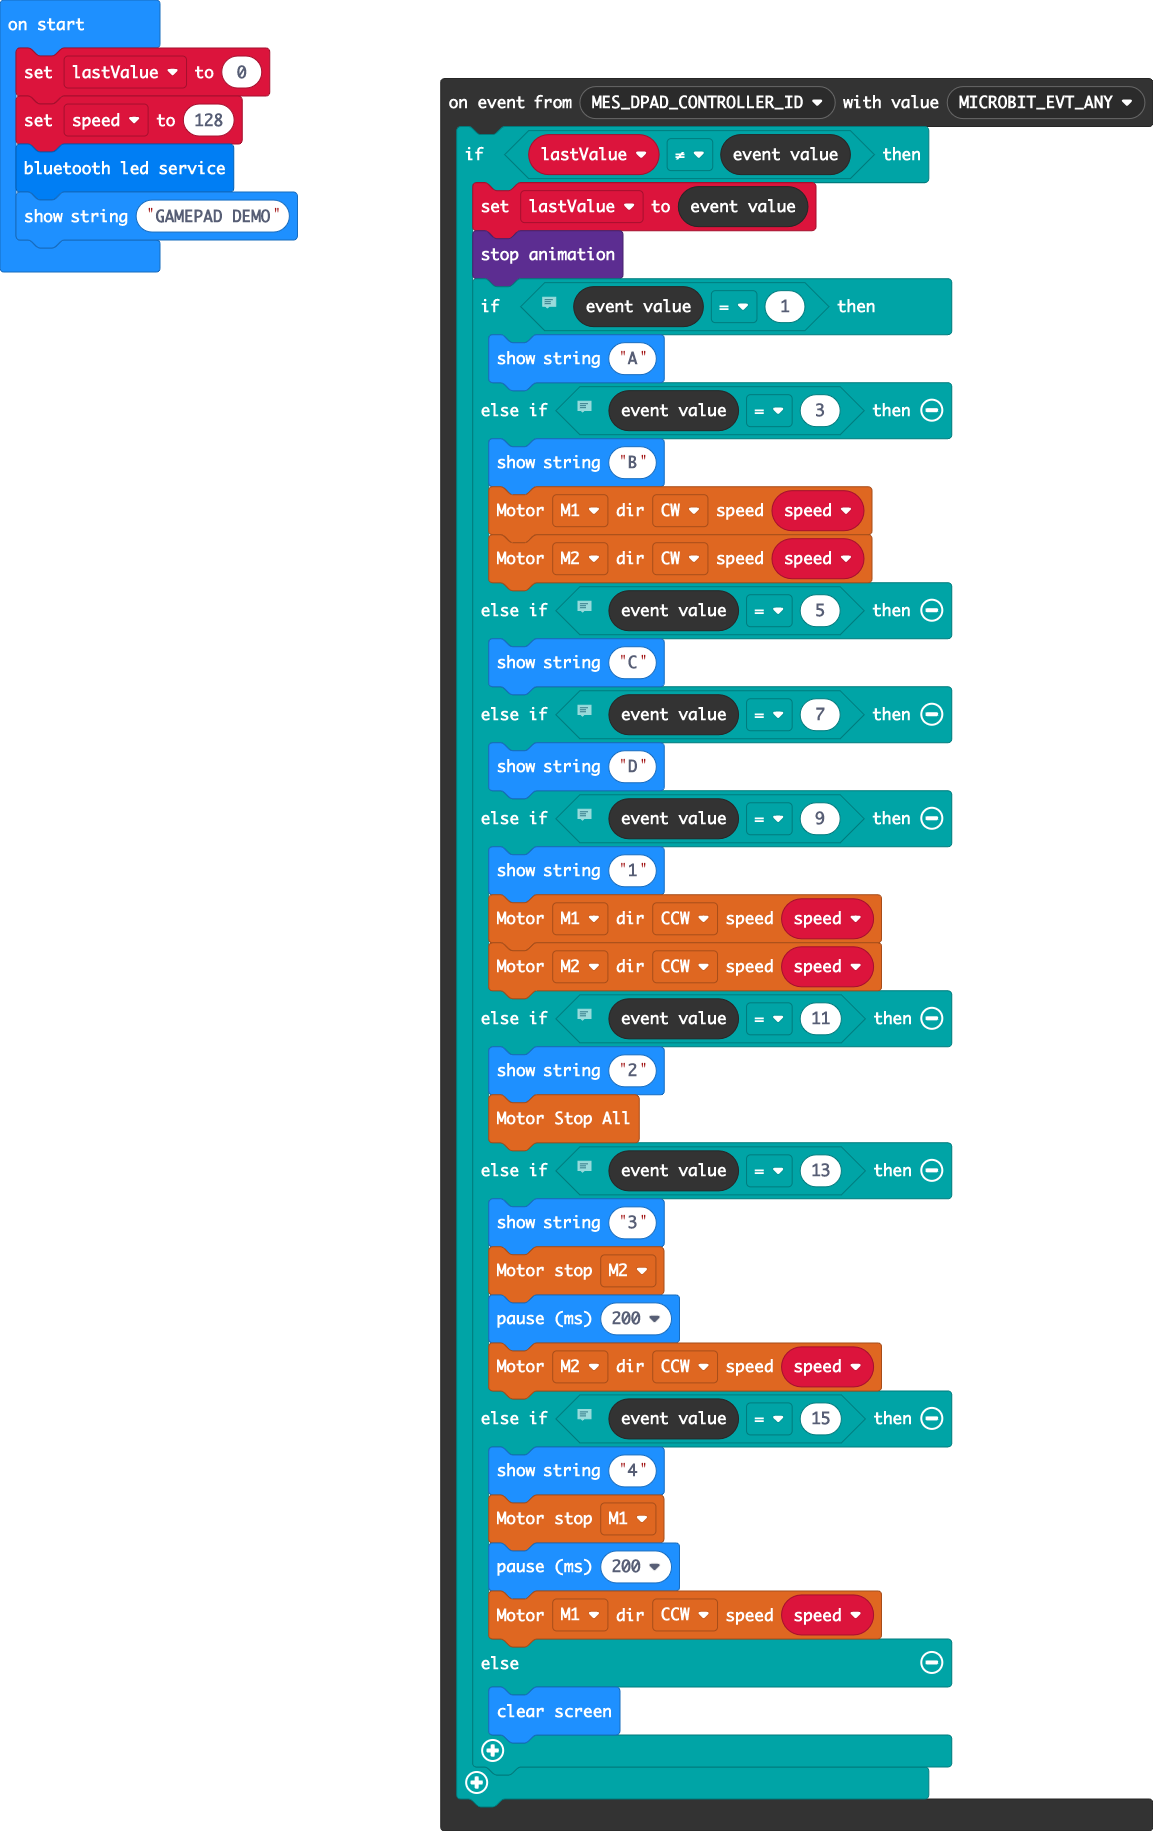 on start
set lastValue to 0
set speed to 128
bluetooth led service
show string "GAMEPAD DEMO"
on event from MES_DPAD_CONTROLLER_ID with value MICROBIT_EVT_ANY
if lastValue ≠ event value then
set lastValue to event value
stop animation
if event value = 1 then
show string "A"
else if event value = 3 then
show string "B"
Motor M1 dir CW speed speed
Motor M2 dir CW speed speed
else if event value = 5 then
show string "C"
else if event value = 7 then
show string "D"
else if event value = 9 then
show string "1"
Motor M1 dir CCW speed speed
Motor M2 dir CCW speed speed
else if event value = 11 then
show string "2"
Motor Stop All
else if event value = 13 then
show string "3"
Motor stop M2
pause (ms) 200
Motor M2 dir CCW speed speed
else if event value = 15 then
show string "4"
Motor stop M1
pause (ms) 200
Motor M1 dir CCW speed speed
else
clear screen